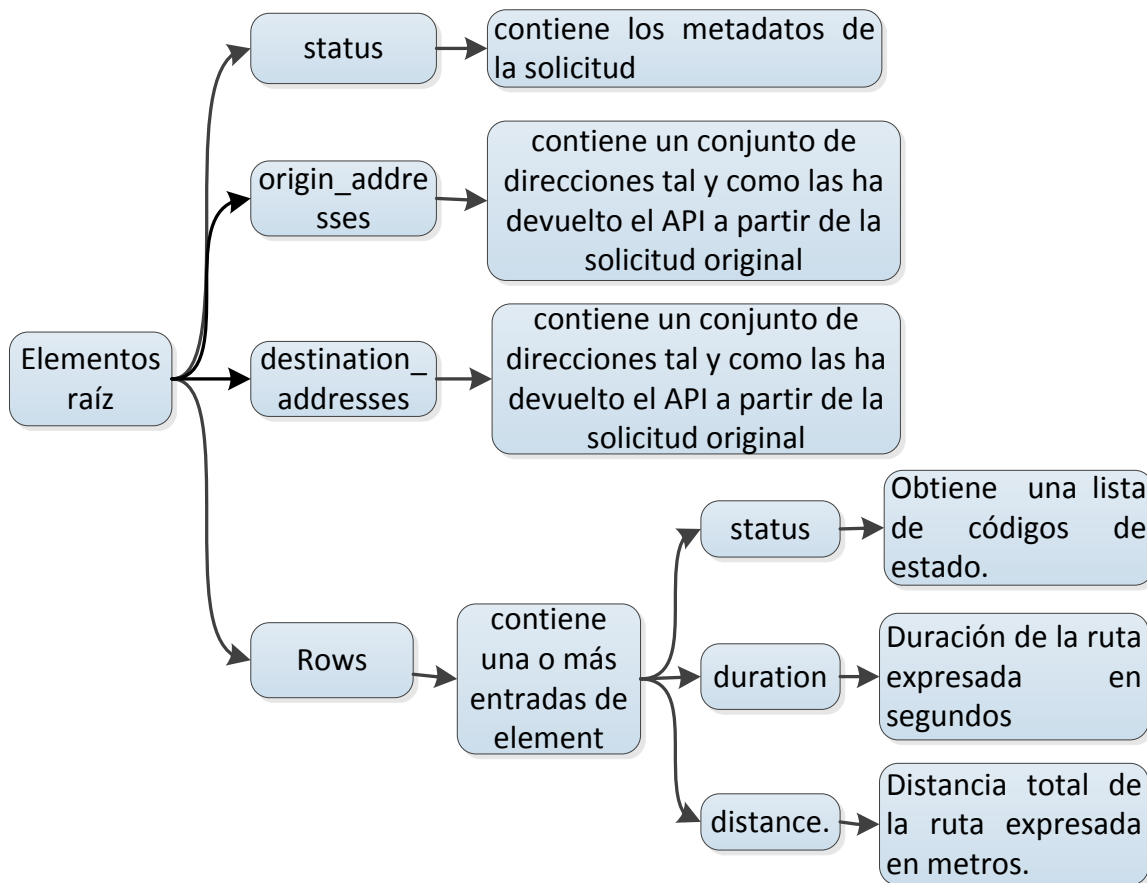 status
contiene los metadatos de
la solicitud
origin_addre
sses
contiene un conjunto de
direcciones tal y como las ha
devuelto el API a partir de la
solicitud original
Elementos
raíz
destination_
addresses
contiene un conjunto de
direcciones tal y como las ha
devuelto el API a partir de la
solicitud original
Rows
contiene
una o más
entradas de
element
status
Obtiene una lista
de códigos de
estado.
duration
Duración de la ruta
expresada en
segundos
distance.
Distancia total de
la ruta expresada
en metros.